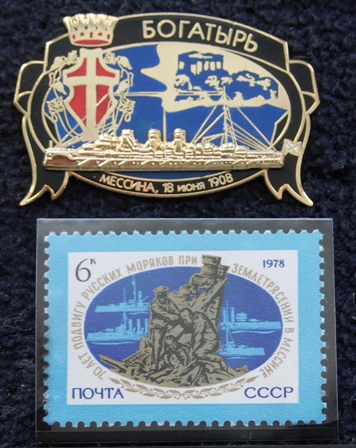 БОГАТЫРЬ
МЕССИНА, 18 июня 1908
6к
1978
70 ЛЕТ ПОДВИГУ РУССКИХ МОРЯКОВ ПРИ ЗЕМЛЕТРЯСЕНИИ В МЕССИНЕ
ПОЧТА СССР